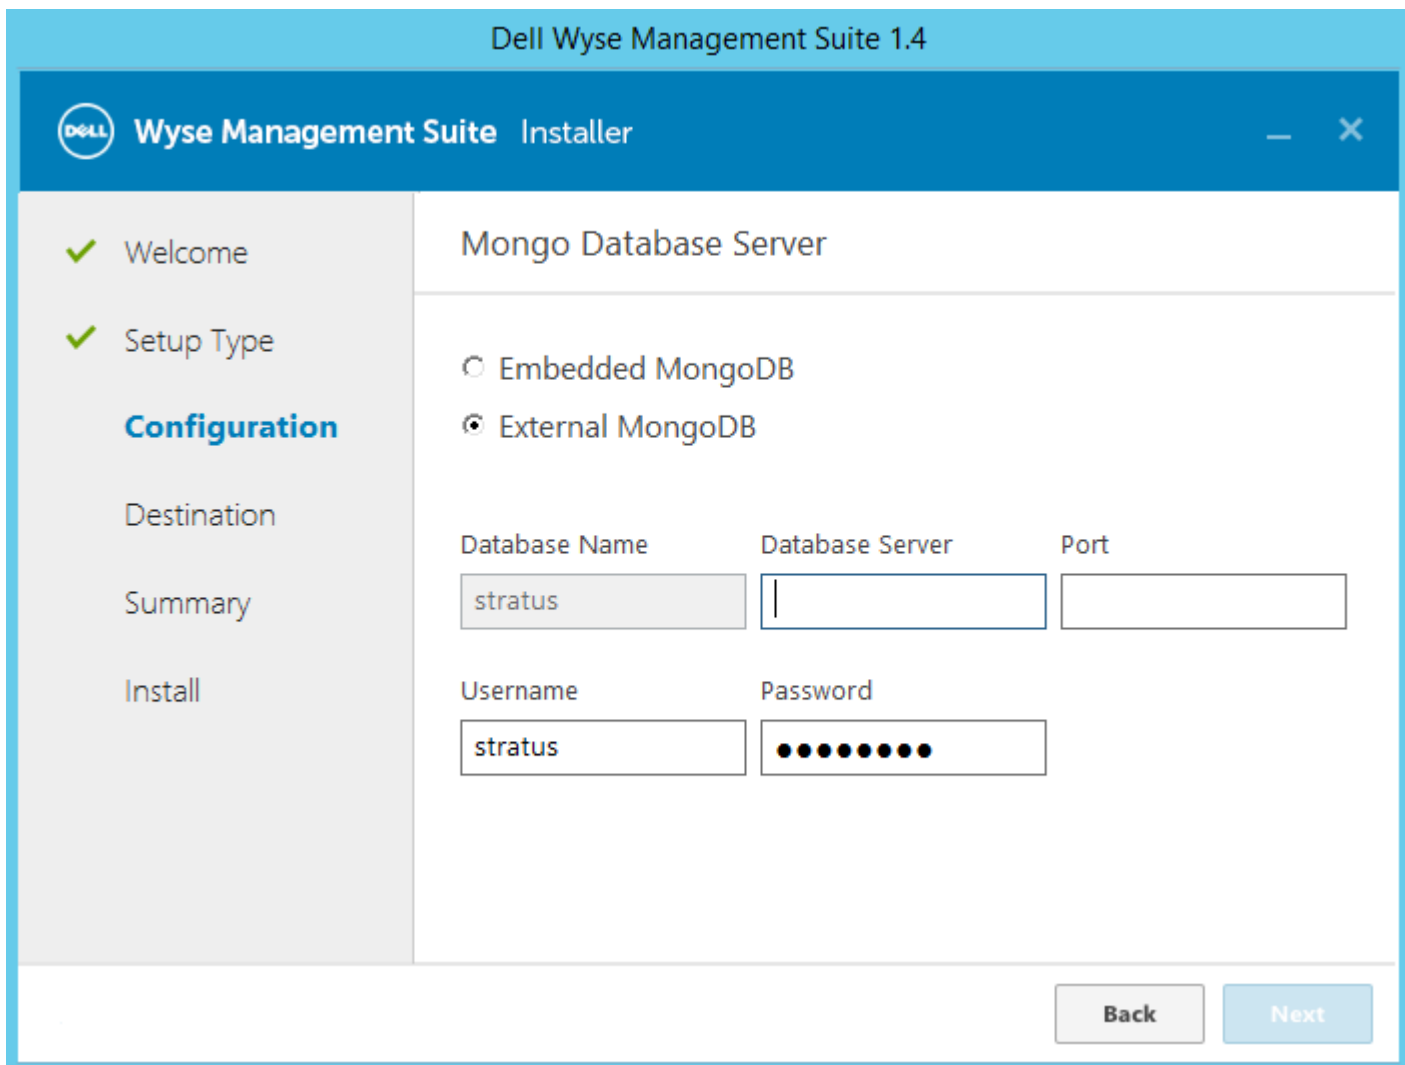 Dell Wyse Management Suite 1.4
DELL Wyse Management Suite Installer
Welcome
Setup Type
Configuration
Destination
Summary
Install
Mongo Database Server
Embedded MongoDB
External MongoDB
Database Name Database Server Port
stratus
Username Password
stratus ●●●●●●●●
Back Next